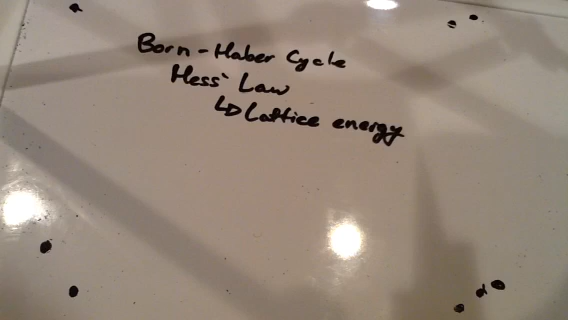 Born-Haber Cycle
Hess` Law
↳ Lattice energy